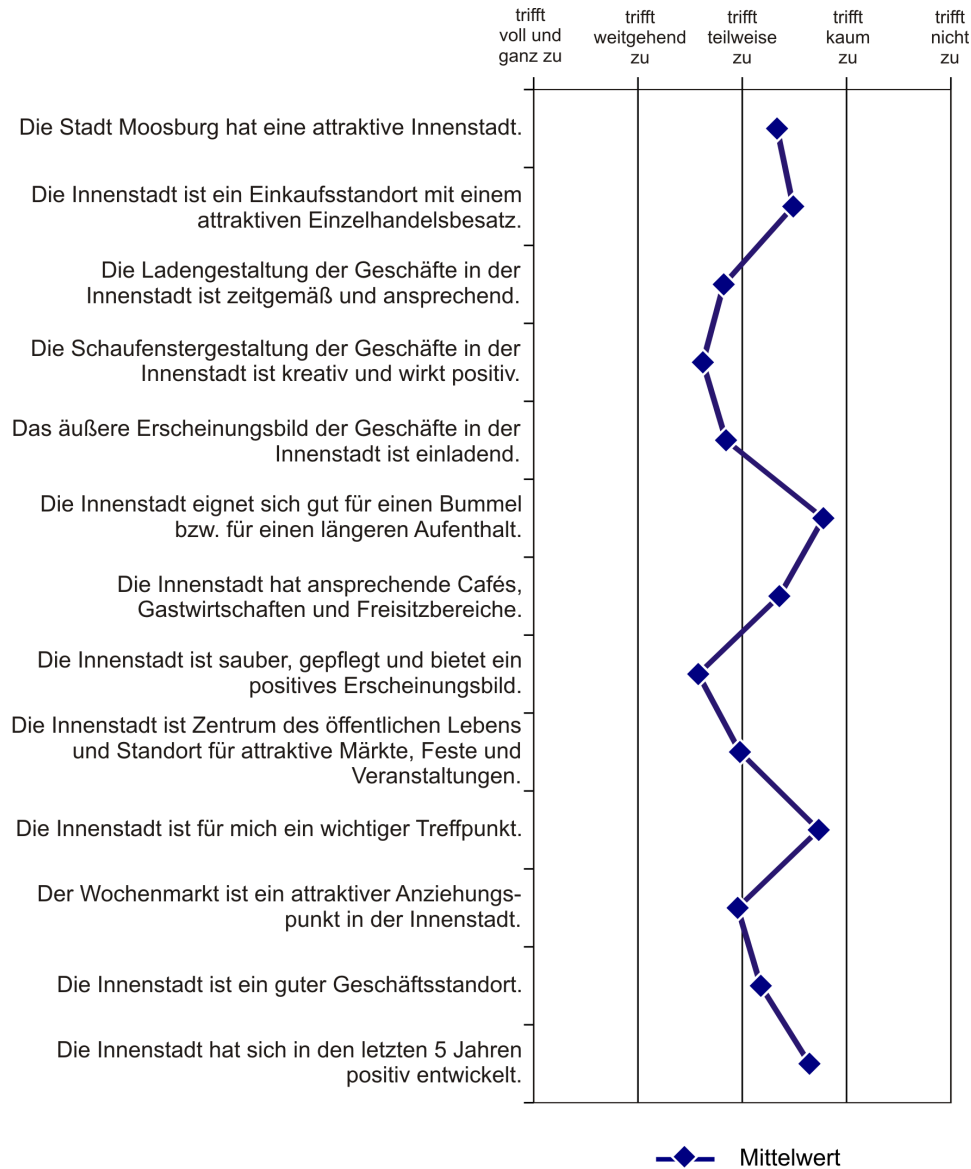 trifft
voll und
ganz zu
trifft
weitgehend
zu
trifft
teilweise
zu
trifft
kaum
zu
trifft
nicht
zu
Die Stadt Moosburg hat eine attraktive Innenstadt.
Die Innenstadt ist ein Einkaufsstandort mit einem
attraktiven Einzelhandelsbesatz.
Die Ladengestaltung der Geschäfte in der
Innenstadt ist zeitgemäß und ansprechend.
Die Schaufenstergestaltung der Geschäfte in der
Innenstadt ist kreativ und wirkt positiv.
Das äußere Erscheinungsbild der Geschäfte in der
Innenstadt ist einladend.
Die Innenstadt eignet sich gut für einen Bummel
bzw. für einen längeren Aufenthalt.
Die Innenstadt hat ansprechende Cafés,
Gastwirtschaften und Freisitzbereiche.
Die Innenstadt ist sauber, gepflegt und bietet ein
positives Erscheinungsbild.
Die Innenstadt ist Zentrum des öffentlichen Lebens
und Standort für attraktive Märkte, Feste und
Veranstaltungen.
Die Innenstadt ist für mich ein wichtiger Treffpunkt.
Der Wochenmarkt ist ein attraktiver Anziehungs-
punkt in der Innenstadt.
Die Innenstadt ist ein guter Geschäftsstandort.
Die Innenstadt hat sich in den letzten 5 Jahren
positiv entwickelt.
Mittelwert